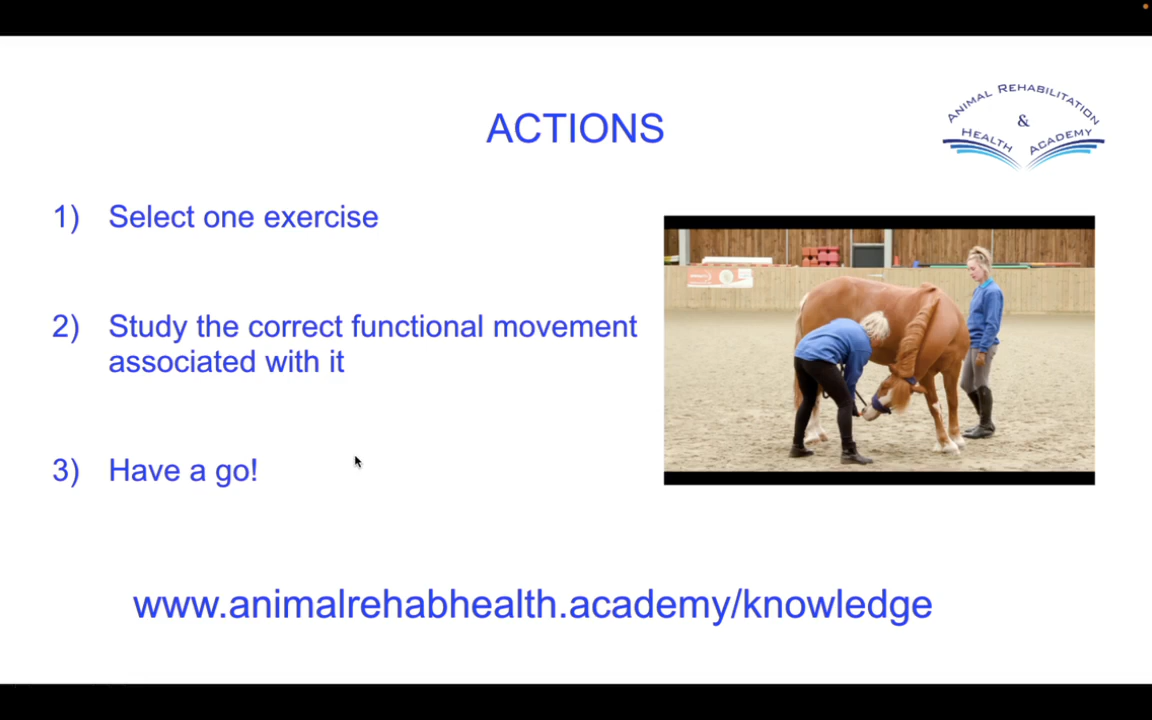 ACTIONS
ANIMAL REHABILITATION
&
HEALTH ACADEMY
1) Select one exercise
2) Study the correct functional movement
associated with it
3) Have a go!
www.animalrehabhealth.academy/knowledge